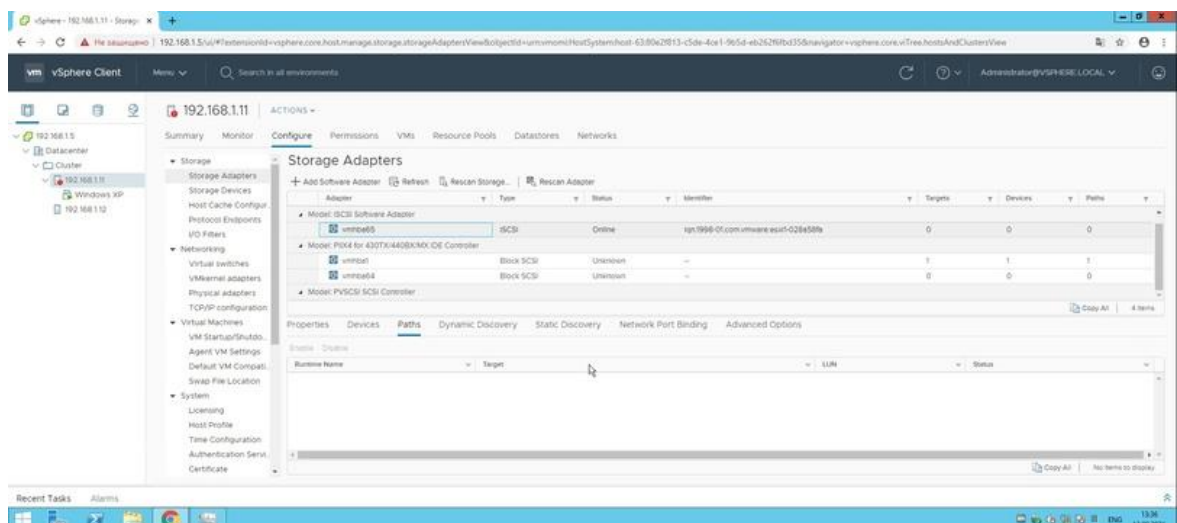 vSphere - 192.168.1.11 - Storage
Не защищено 192.168.1.5/ui/#?extensionId=vsphere.core.host.manage.storage.storageAdaptersView&objectId=urn:vmomi:HostSystem:host-63:
vm vSphere Client Menu Search in all environments Administrator@VSPHERE.LOCAL
192.168.1.11 ACTIONS
Summary Monitor Configure Permissions VMs Resource Pools Datastores Networks
192.168.1.5
Datacenter
Cluster
192.168.1.11
Windows XP
192.168.1.12
Storage
Storage Adapters
Storage Devices
Host Cache Configur..
Protocol Endpoints
I/O Filters
Networking
Virtual switches
VMkernel adapters
Physical adapters
TCP/IP configuration
Virtual Machines
VM Startup/Shutdo..
Agent VM Settings
Default VM Compati..
Swap File Location
System
Licensing
Host Profile
Time Configuration
Authentication Servi..
Certificate
Storage Adapters
+ Add Software Adapter Refresh Rescan Storage... Rescan Adapter
Adapter Type Status Identifier Targets Devices Paths
Model: iSCSI Software Adapter
vmhba65 iSCSI Online 0 0 0
Model: PIIX4 for 430TX/440BX/MX IDE Controller
vmhba1 Block SCSI Unknown -- 1 1 1
vmhba64 Block SCSI Unknown -- 0 0 0
Model: PVSCSI SCSI Controller
Copy All 4 items
Properties Devices Paths Dynamic Discovery Static Discovery Network Port Binding Advanced Options
Enable Disable
Runtime Name Target LUN Status
Copy All No items to display
Recent Tasks Alarms
ENG 13:36